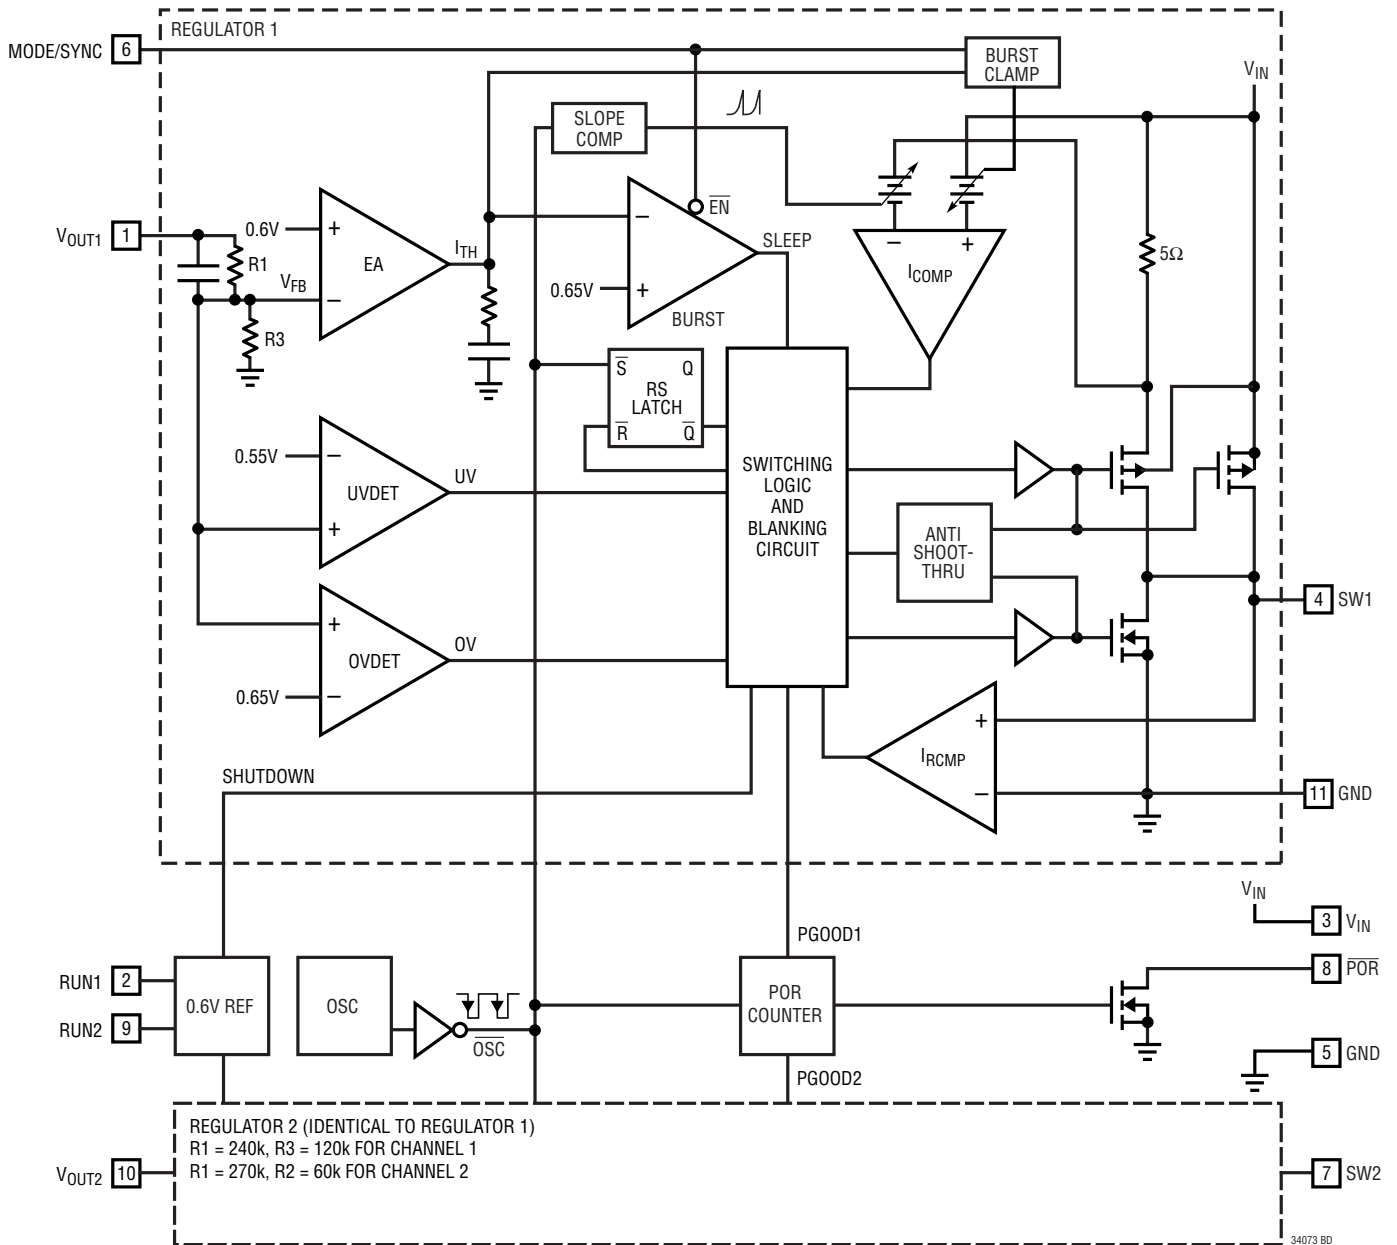 REGULATOR 1
MODE/SYNC 6
BURST
CLAMP
VIN
SLOPE
COMP
EN
SLEEP
VOUT1 1
0.6V
+
EA
ITH
R1
VFB
−
R3
−
0.65V
+
BURST
−
+
ICOMP
5Ω
S
Q
RS
LATCH
R
Q
SWITCHING
LOGIC
AND
BLANKING
CIRCUIT
0.55V
−
UVDET
+
UV
ANTI
SHOOT-
THRU
4 SW1
+
OVDET
0.65V
−
OV
+
IRCMP
−
SHUTDOWN
11 GND
VIN
3 VIN
PGOOD1
RUN1 2
RUN2 9
0.6V REF
OSC
OSC
POR
COUNTER
8 POR
5 GND
PGOOD2
REGULATOR 2 (IDENTICAL TO REGULATOR 1)
R1 = 240k, R3 = 120k FOR CHANNEL 1
R1 = 270k, R2 = 60k FOR CHANNEL 2
VOUT2 10
7 SW2
34073 BD